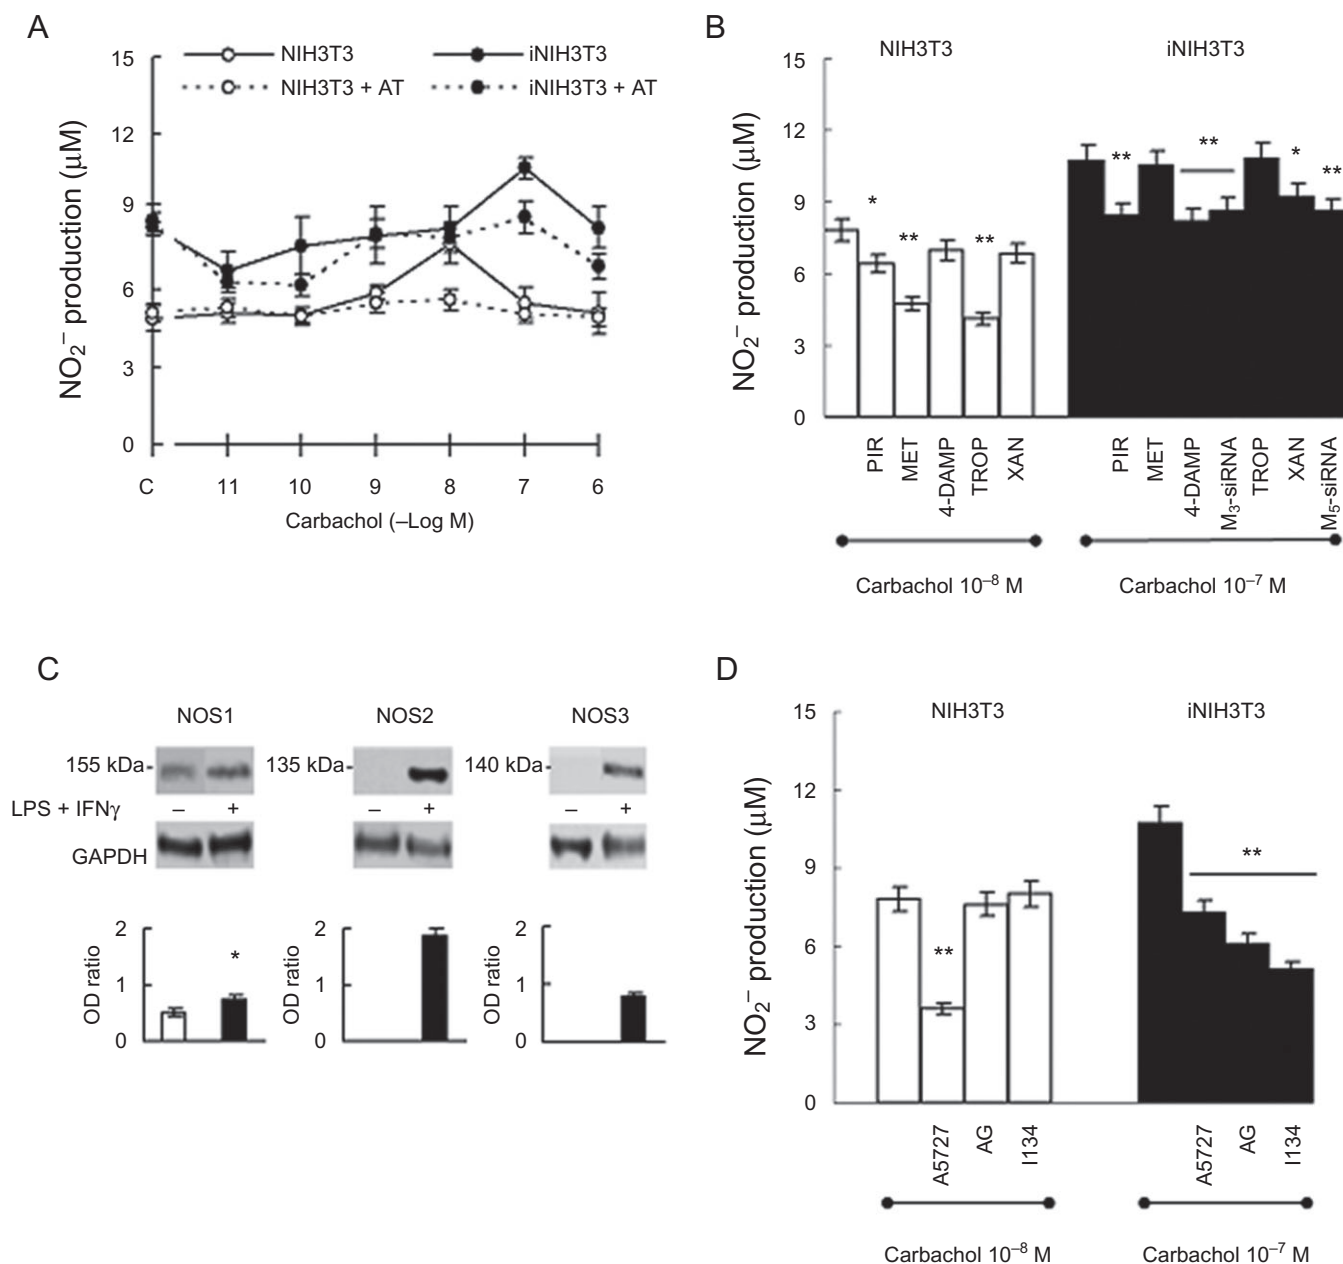 A
NIH3T3
iNIH3T3
NIH3T3 + AT
iNIH3T3 + AT
15
12
9
6
3
0
NO₂⁻ production (μM)
C 11 10 9 8 7 6
Carbachol (–Log M)
B
NIH3T3
iNIH3T3
15
12
9
6
3
0
NO₂⁻ production (μM)
* ** ** ** ** * **
PIR
MET
4-DAMP
TROP
XAN
PIR
MET
4-DAMP
M₃-siRNA
TROP
XAN
M₅-siRNA
Carbachol 10⁻⁸ M
Carbachol 10⁻⁷ M
C
NOS1 NOS2 NOS3
155 kDa 135 kDa 140 kDa
LPS + IFNγ – + – + – +
GAPDH
OD ratio
2
1
0
*
OD ratio
2
1
0
OD ratio
2
1
0
D
NIH3T3
iNIH3T3
15
12
9
6
3
0
NO₂⁻ production (μM)
** **
A5727
AG
I134
A5727
AG
I134
Carbachol 10⁻⁸ M
Carbachol 10⁻⁷ M